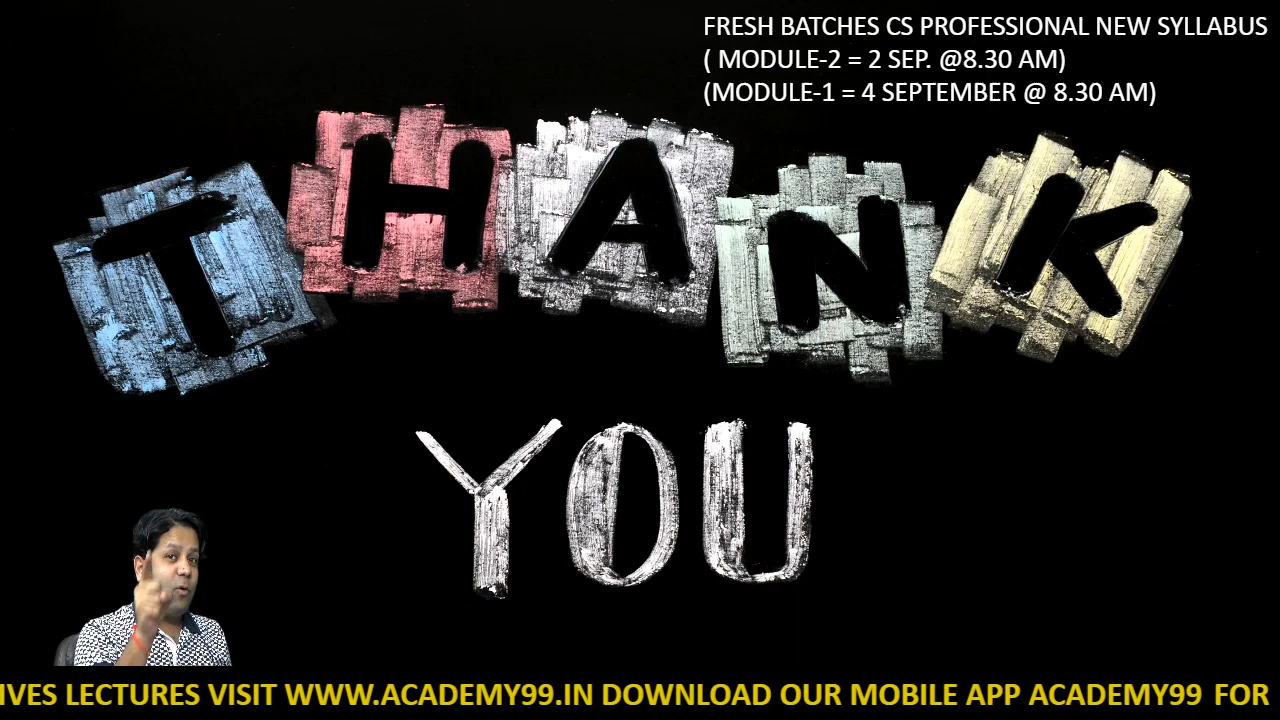 FRESH BATCHES CS PROFESSIONAL NEW SYLLABUS
( MODULE-2 = 2 SEP. @8.30 AM)
(MODULE-1 = 4 SEPTEMBER @ 8.30 AM)
THANK
YOU
IVES LECTURES VISIT WWW.ACADEMY99.IN DOWNLOAD OUR MOBILE APP ACADEMY99 FOR